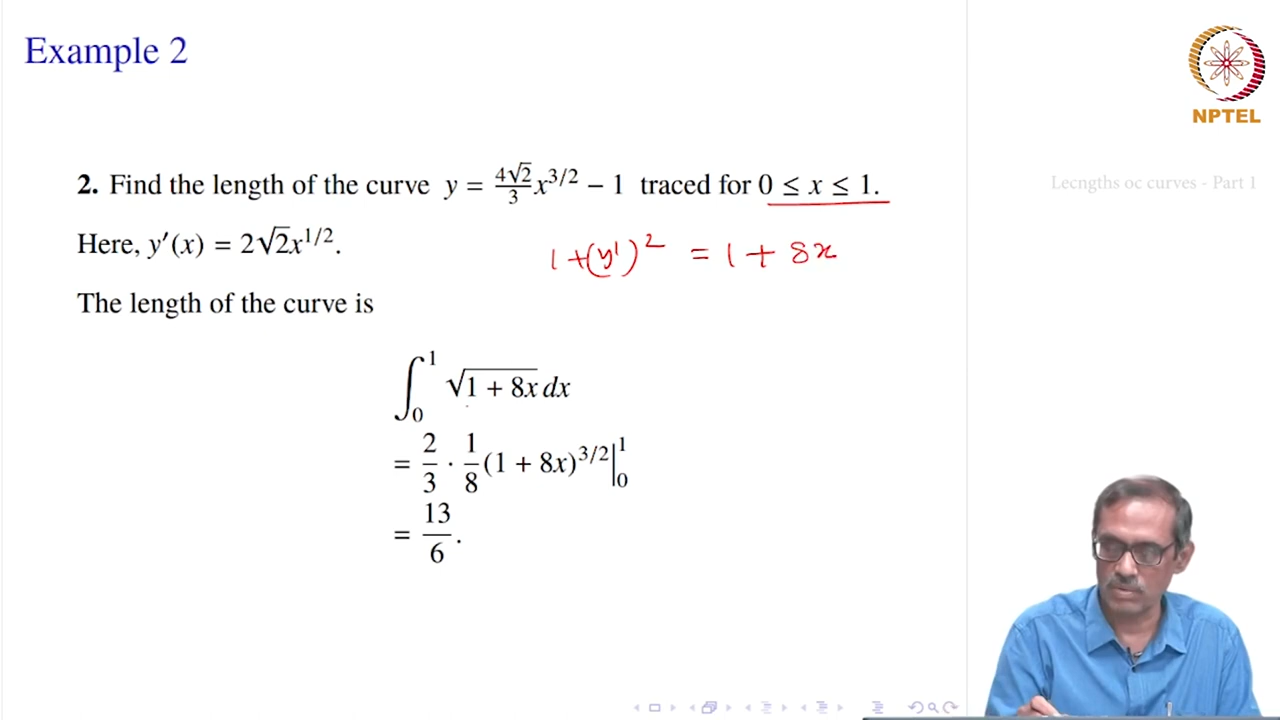 Example 2
NPTEL
2. Find the length of the curve y = 4√2/3 x^{3/2} − 1 traced for 0 ≤ x ≤ 1.
Lecngths oc curves - Part 1
Here, y′(x) = 2√2x^{1/2}.
1 + (y′)² = 1 + 8x
The length of the curve is
∫₀¹ √(1 + 8x) dx
= 2/3 · 1/8 (1 + 8x)^{3/2}|₀¹
= 13/6.